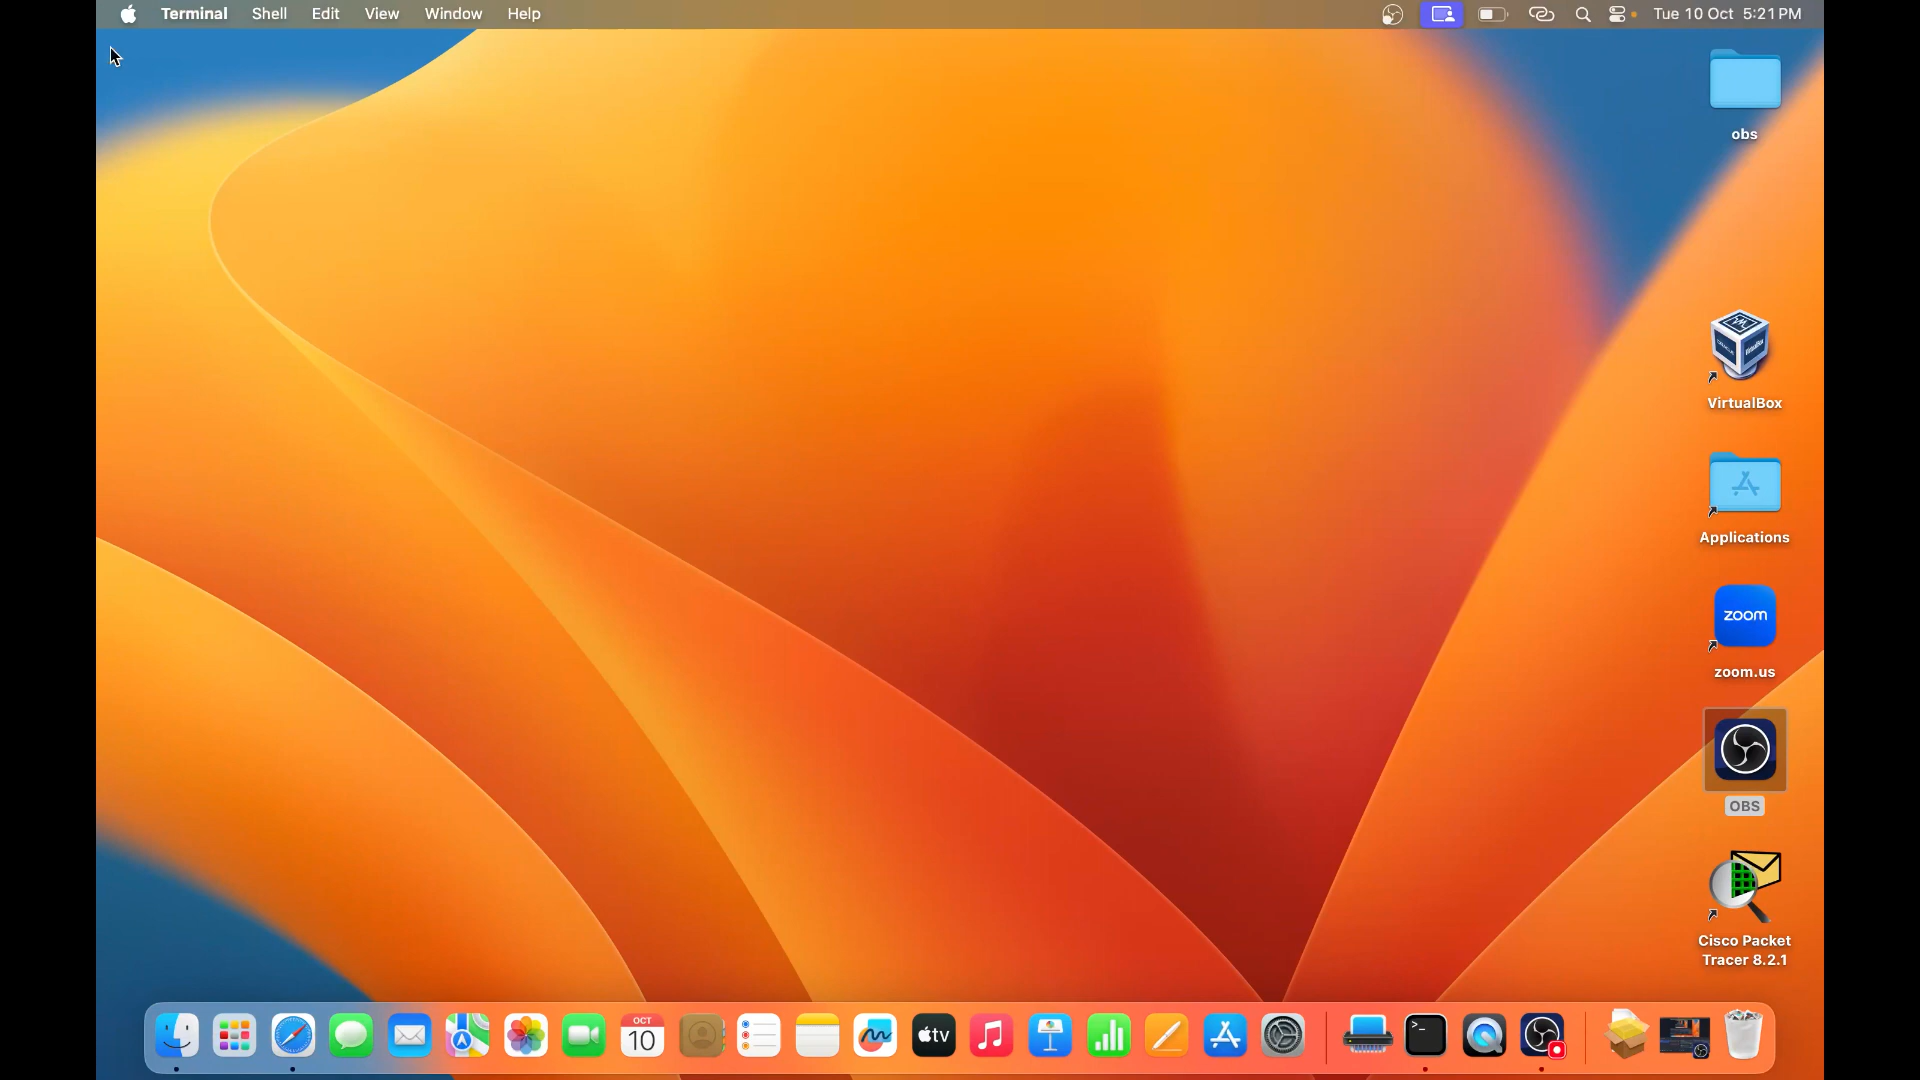 Terminal Shell Edit View Window Help Tue 10 Oct 5:21 PM
obs
VirtualBox
Applications
zoom
zoom.us
OBS
Cisco Packet
Tracer 8.2.1
OCT
10
tv
>_